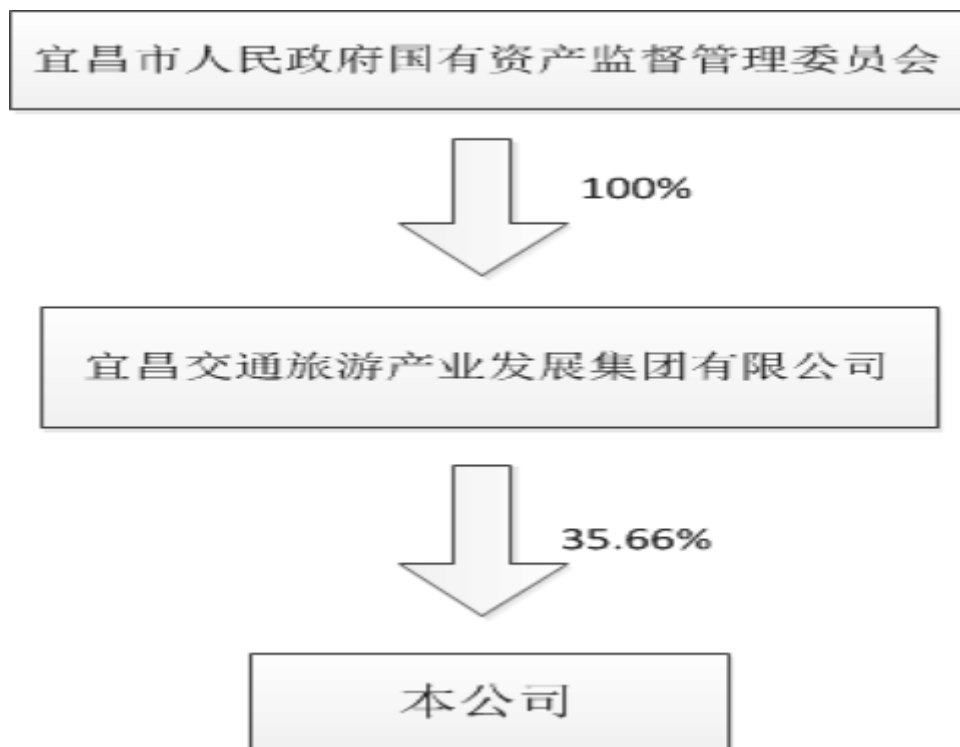 宜昌市人民政府国有资产监督管理委员会
100%
宜昌交通旅游产业发展集团有限公司
35.66%
本公司